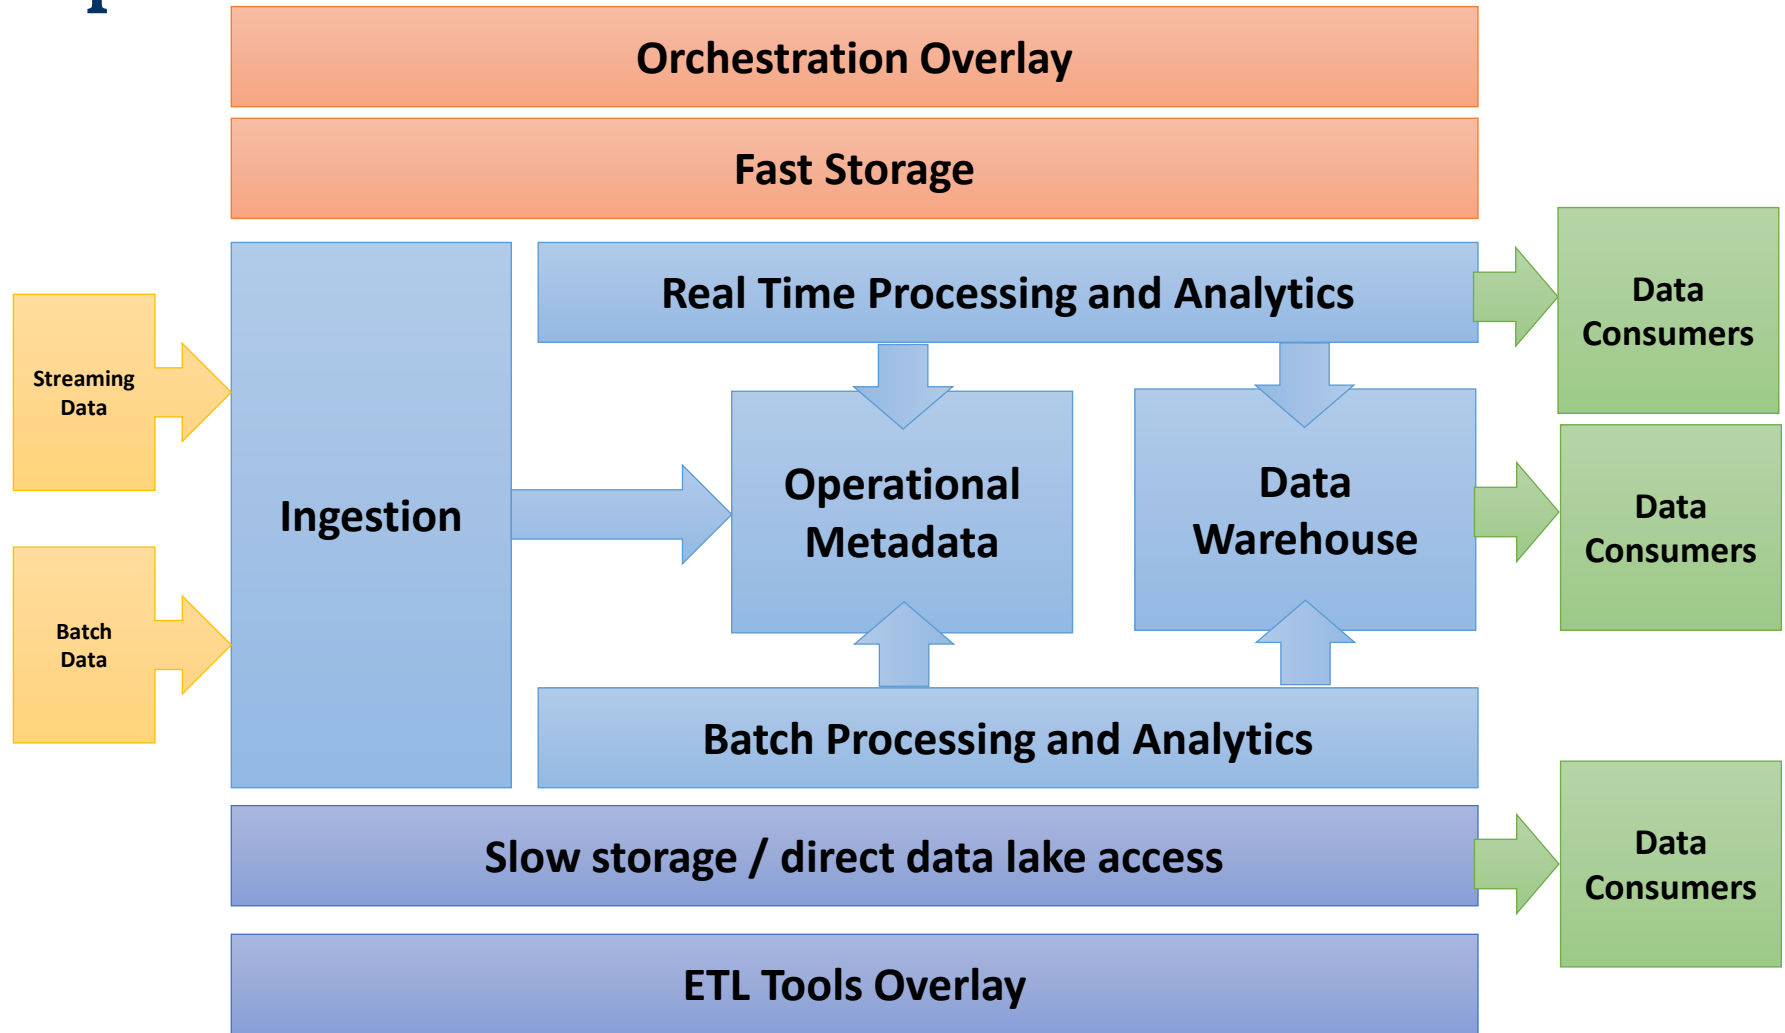 Orchestration Overlay
Fast Storage
Real Time Processing and Analytics
Data
Consumers
Streaming
Data
Ingestion
Operational
Metadata
Data
Warehouse
Data
Consumers
Batch
Data
Batch Processing and Analytics
Slow storage / direct data lake access
Data
Consumers
ETL Tools Overlay